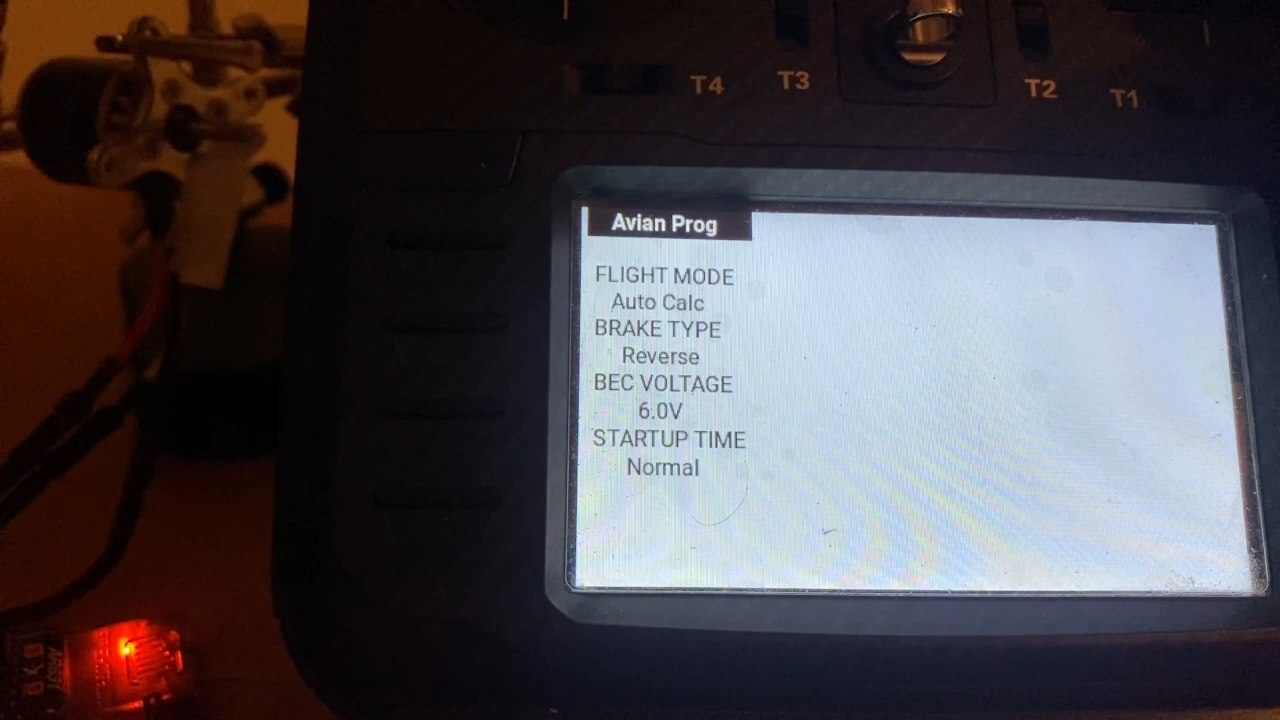 T4 T3 T2 T1
Avian Prog
FLIGHT MODE
Auto Calc
BRAKE TYPE
Reverse
BEC VOLTAGE
6.0V
STARTUP TIME
Normal